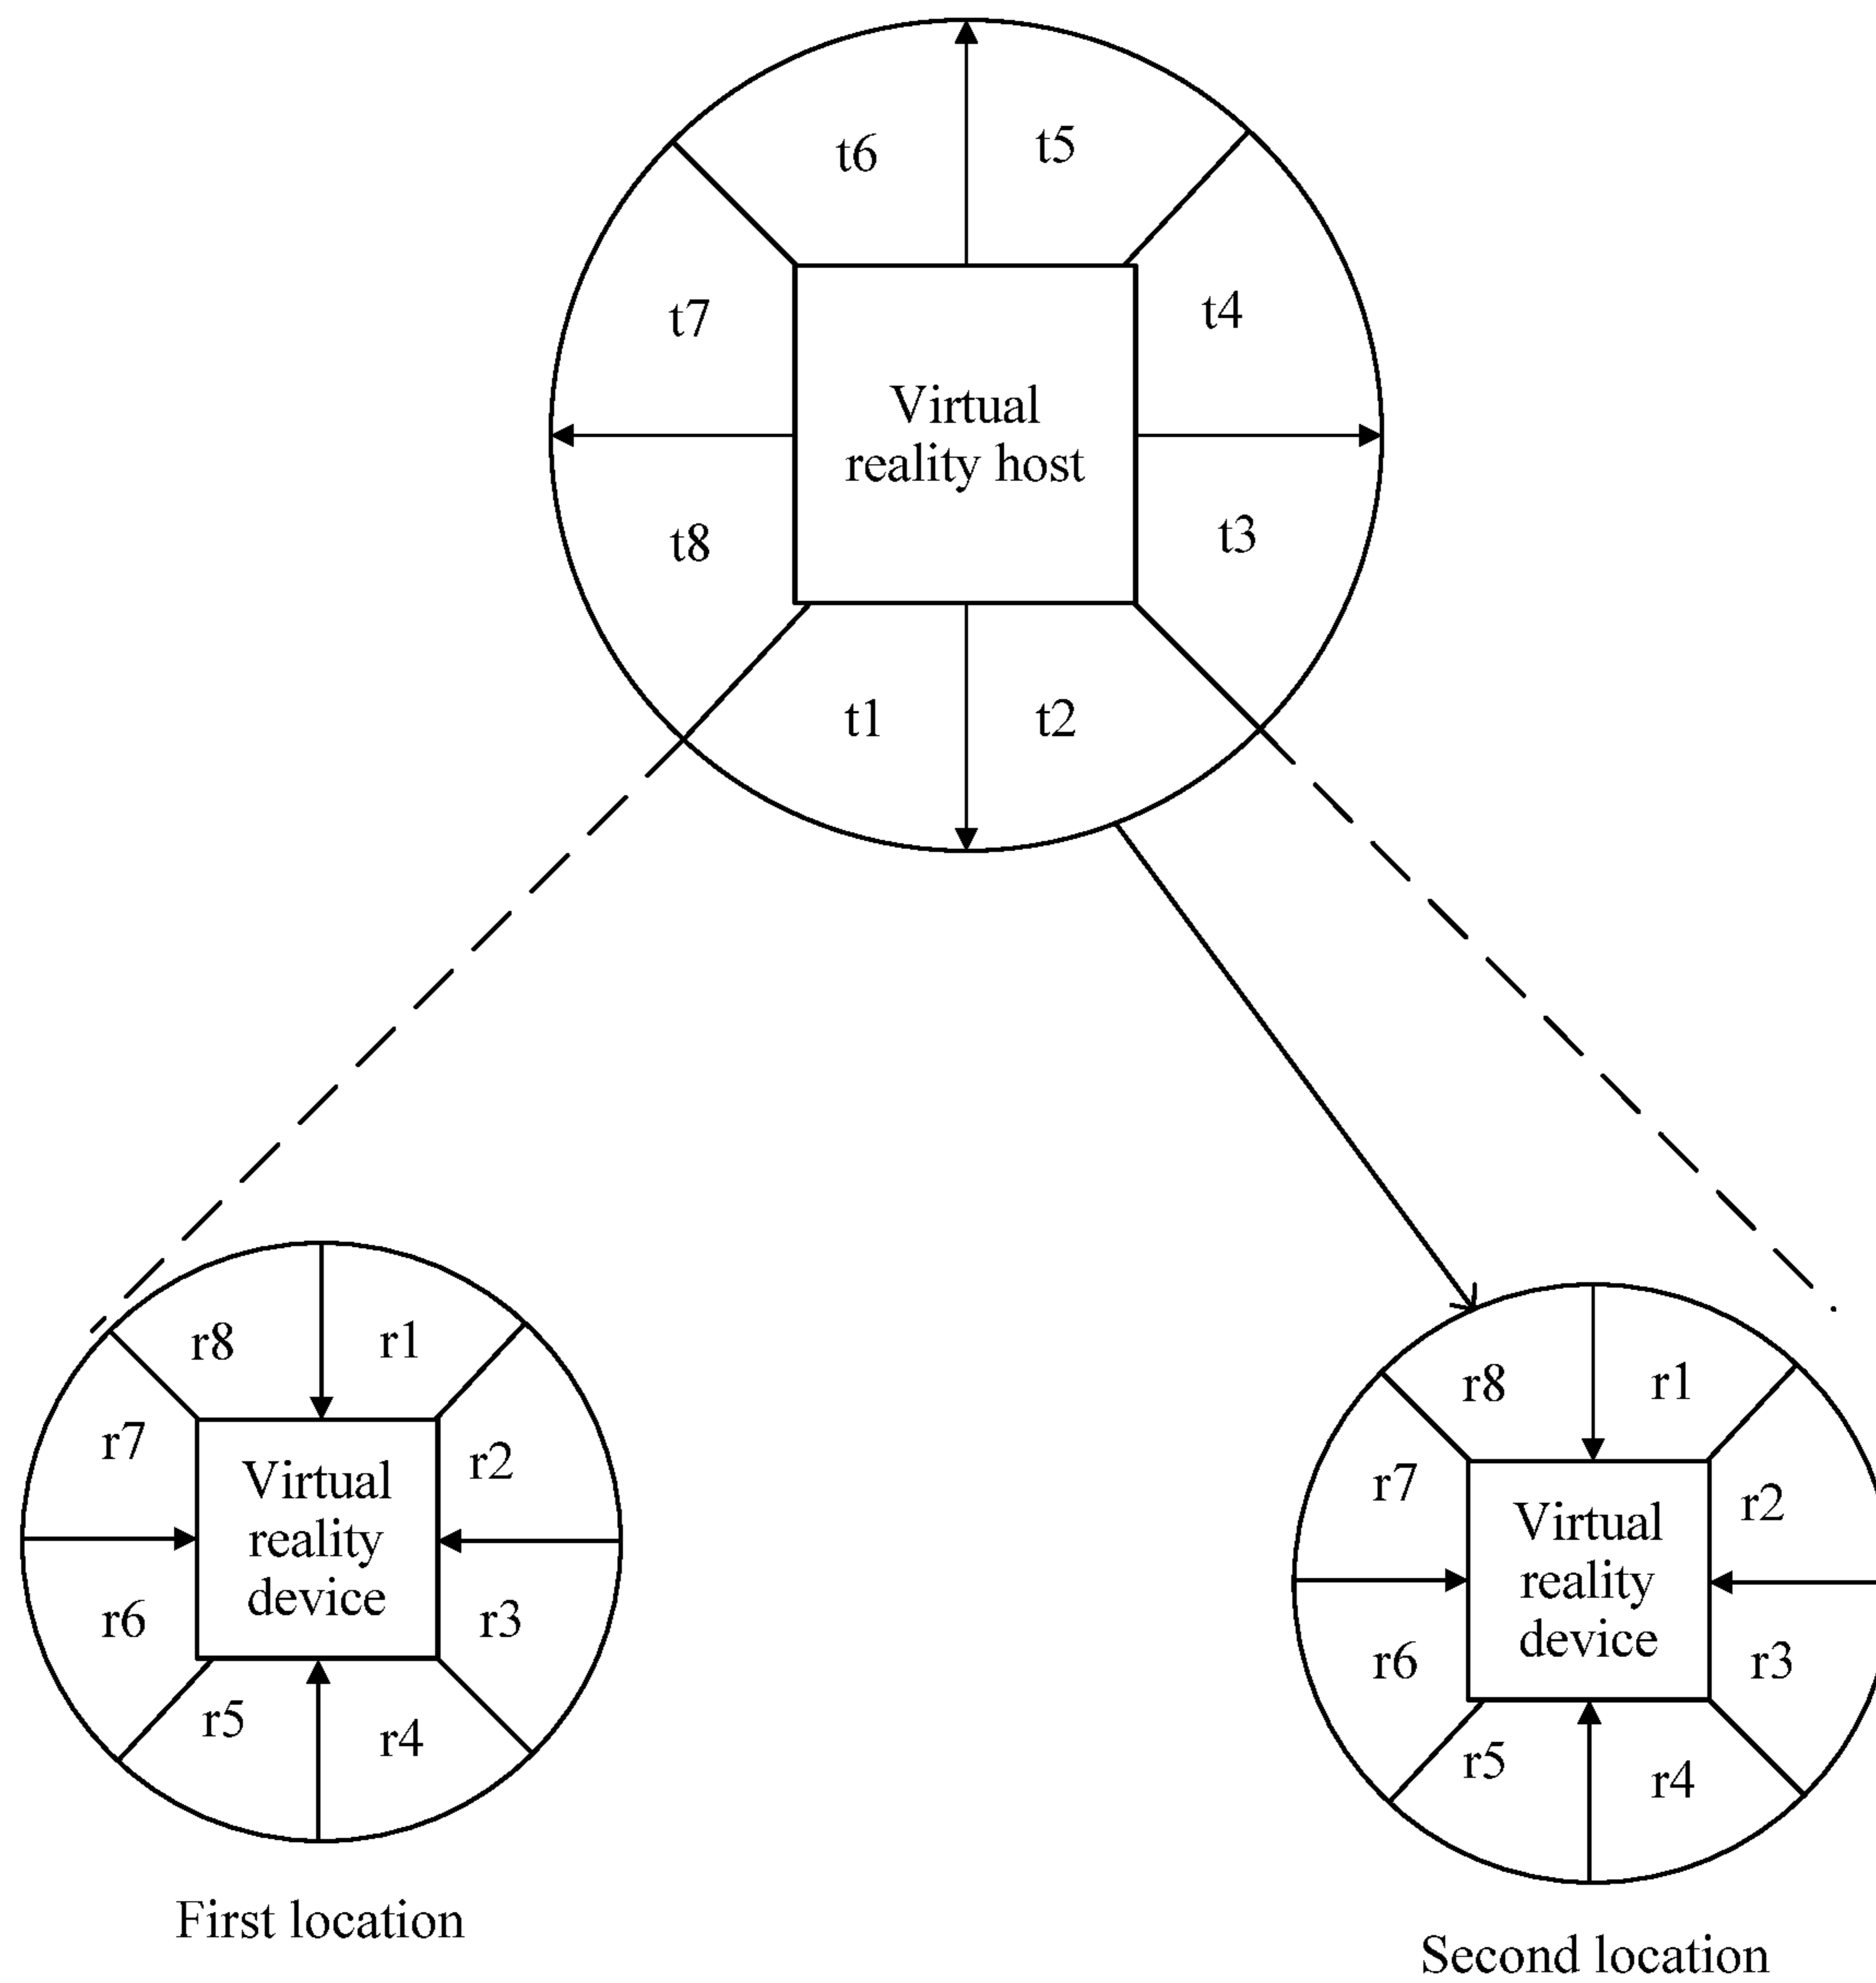 t6
t5
t7
t4
Virtual
reality host
t8
t3
t1
t2
r8
r1
r7
r2
Virtual
reality
device
r6
r3
r5
r4
First location
r8
r1
r7
r2
Virtual
reality
device
r6
r3
r5
r4
Second location